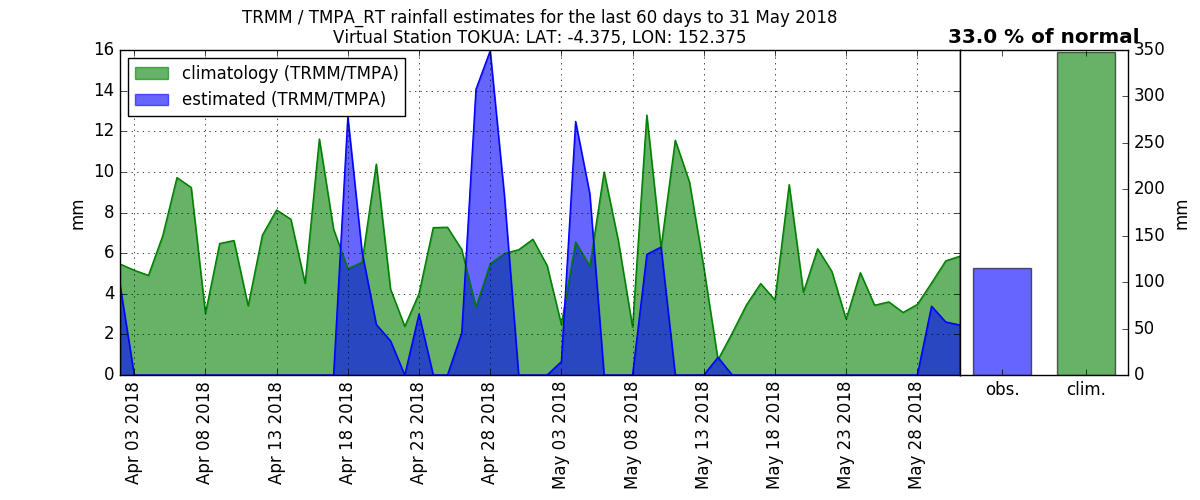 TRMM / TMPA_RT rainfall estimates for the last 60 days to 31 May 2018
Virtual Station TOKUA: LAT: -4.375, LON: 152.375
33.0 % of normal
climatology (TRMM/TMPA)
estimated (TRMM/TMPA)
mm
16
14
12
10
8
6
4
2
0
Apr 03 2018
Apr 08 2018
Apr 13 2018
Apr 18 2018
Apr 23 2018
Apr 28 2018
May 03 2018
May 08 2018
May 13 2018
May 18 2018
May 23 2018
May 28 2018
obs.
clim.
350
300
250
200
150
100
50
0
mm